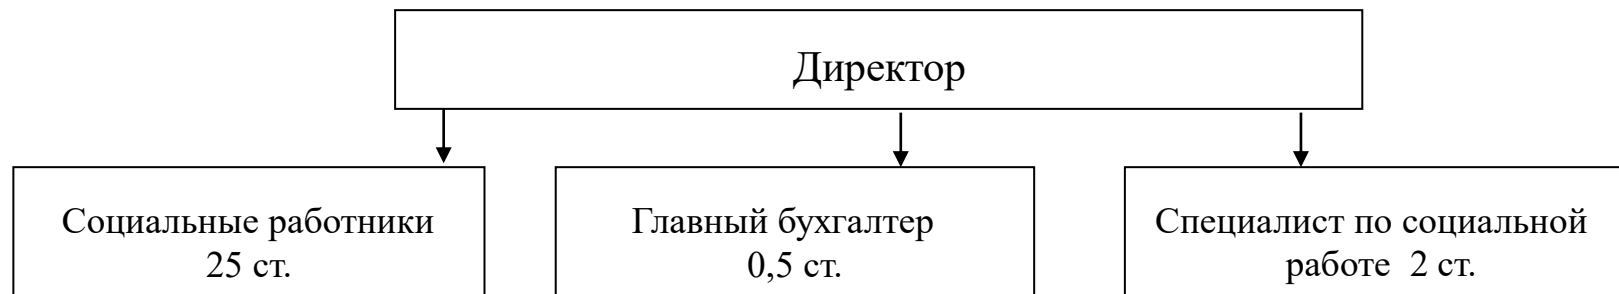 Директор
Социальные работники
25 ст.
Главный бухгалтер
0,5 ст.
Специалист по социальной
работе 2 ст.